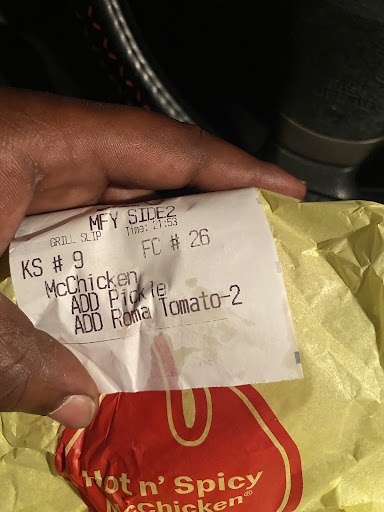 MFY SIDE2
GRILL SLIP Time: 21:53
KS # 9 FC # 26
McChicken
ADD Pickle
ADD Roma Tomato-2
Hot n' Spicy
McChicken®